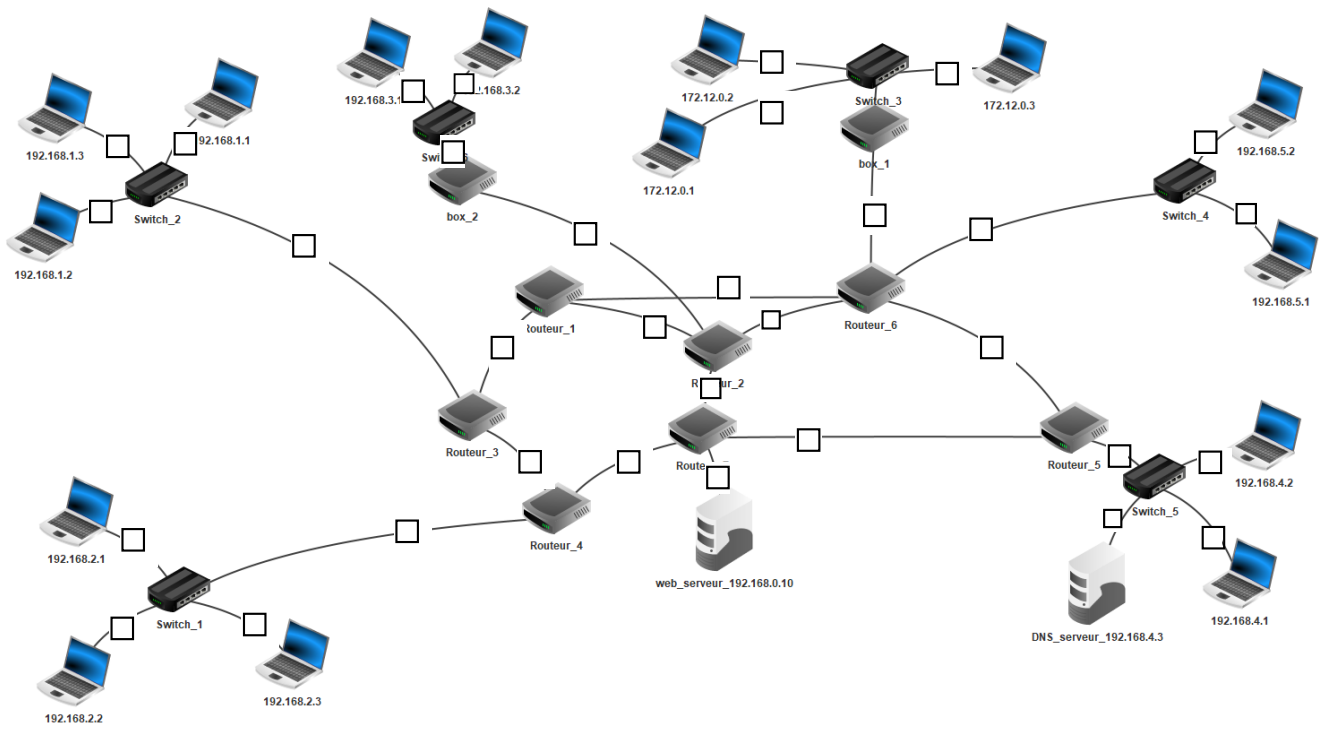 192.168.3.2
192.168.3.1
172.12.0.2
Switch_3
172.12.0.3
192.168.1.3
192.168.1.1
192.168.5.2
box_1
172.12.0.1
Switch_2
box_2
Switch_4
192.168.1.2
192.168.5.1
Routeur_1
Routeur_6
Routeur_2
Routeur_3
Routeur_5
192.168.4.2
Switch_5
Routeur_4
192.168.2.1
web_serveur_192.168.0.10
Switch_1
192.168.4.1
DNS_serveur_192.168.4.3
192.168.2.3
192.168.2.2